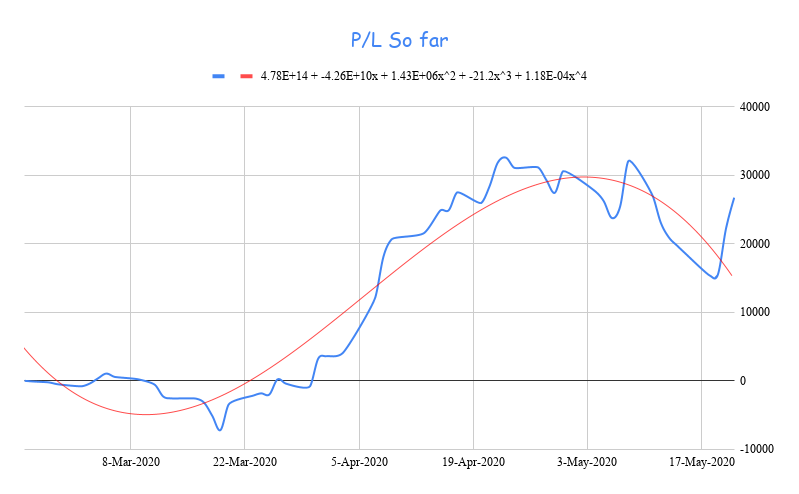 P/L So far
4.78E+14 + -4.26E+10x + 1.43E+06x^2 + -21.2x^3 + 1.18E-04x^4
40000
30000
20000
10000
0
-10000
8-Mar-2020 22-Mar-2020 5-Apr-2020 19-Apr-2020 3-May-2020 17-May-2020